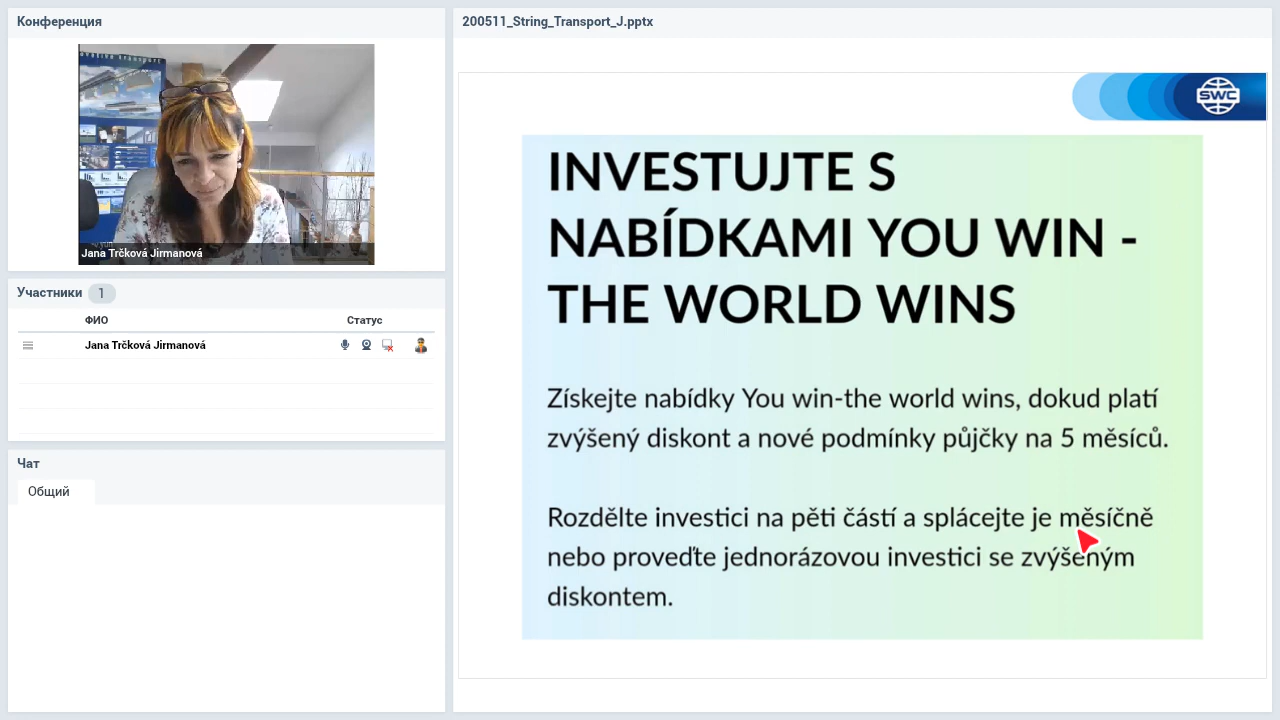 Конференция
Jana Trčková Jirmanová
Участники 1
ФИО Статус
Jana Trčková Jirmanová
Чат
Общий
200511_String_Transport_J.pptx
SWC
INVESTUJTE S
NABÍDKAMI YOU WIN -
THE WORLD WINS
Získejte nabídky You win-the world wins, dokud platí
zvýšený diskont a nové podmínky půjčky na 5 měsíců.
Rozdělte investici na pěti částí a splácejte je měsíčně
nebo proveďte jednorázovou investici se zvýšeným
diskontem.